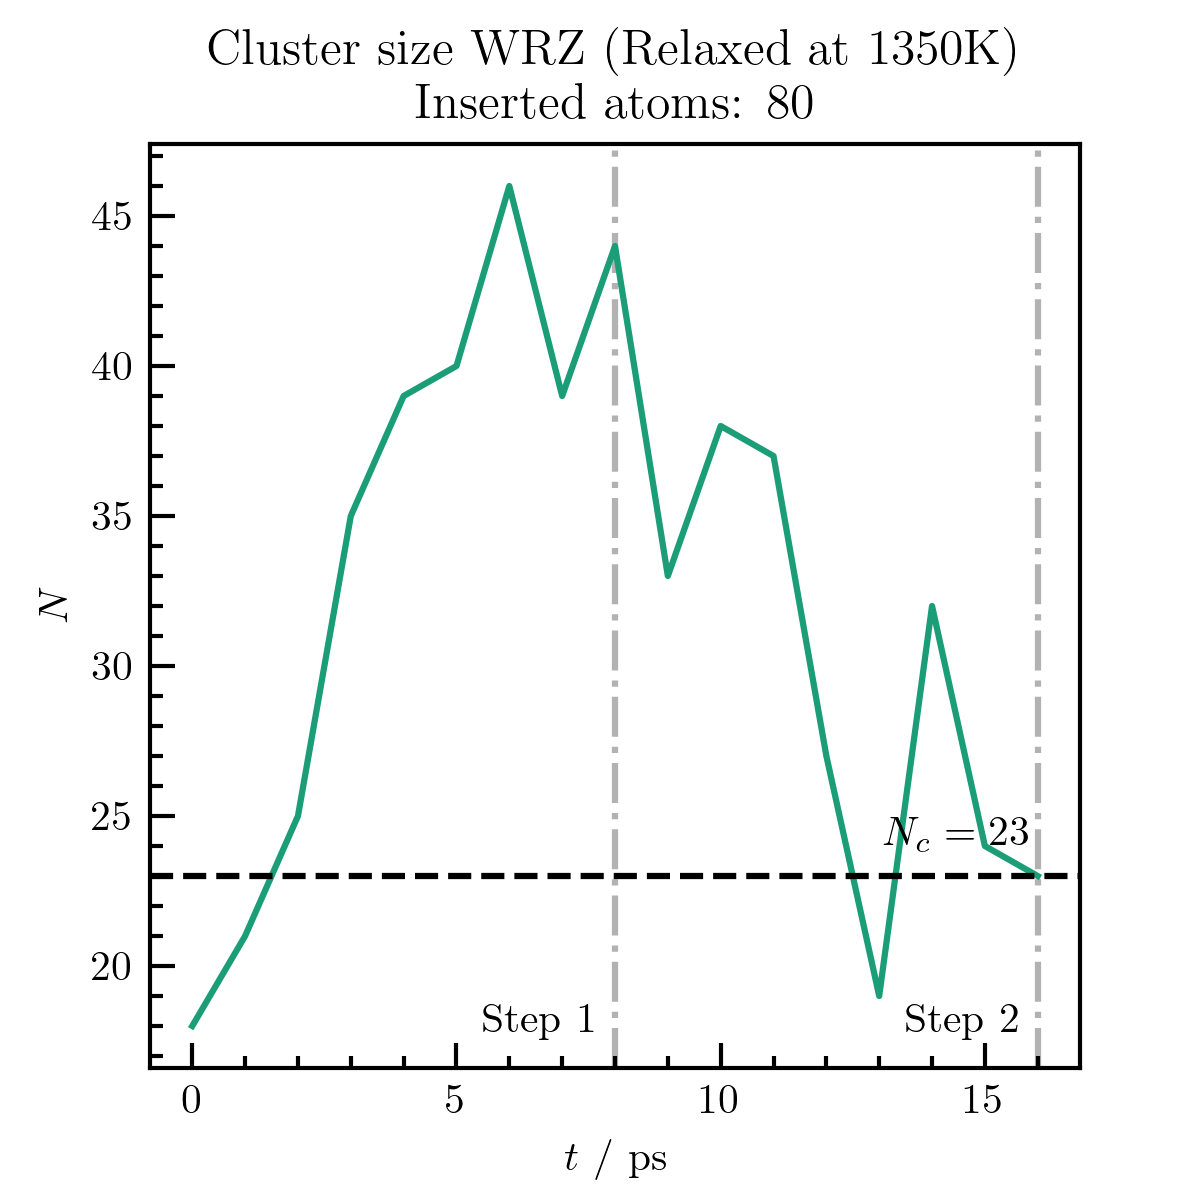 Cluster size WRZ (Relaxed at 1350K)
Inserted atoms: 80
45
40
35
30
25
20
N
N_c = 23
Step 1
Step 2
0
5
10
15
t / ps